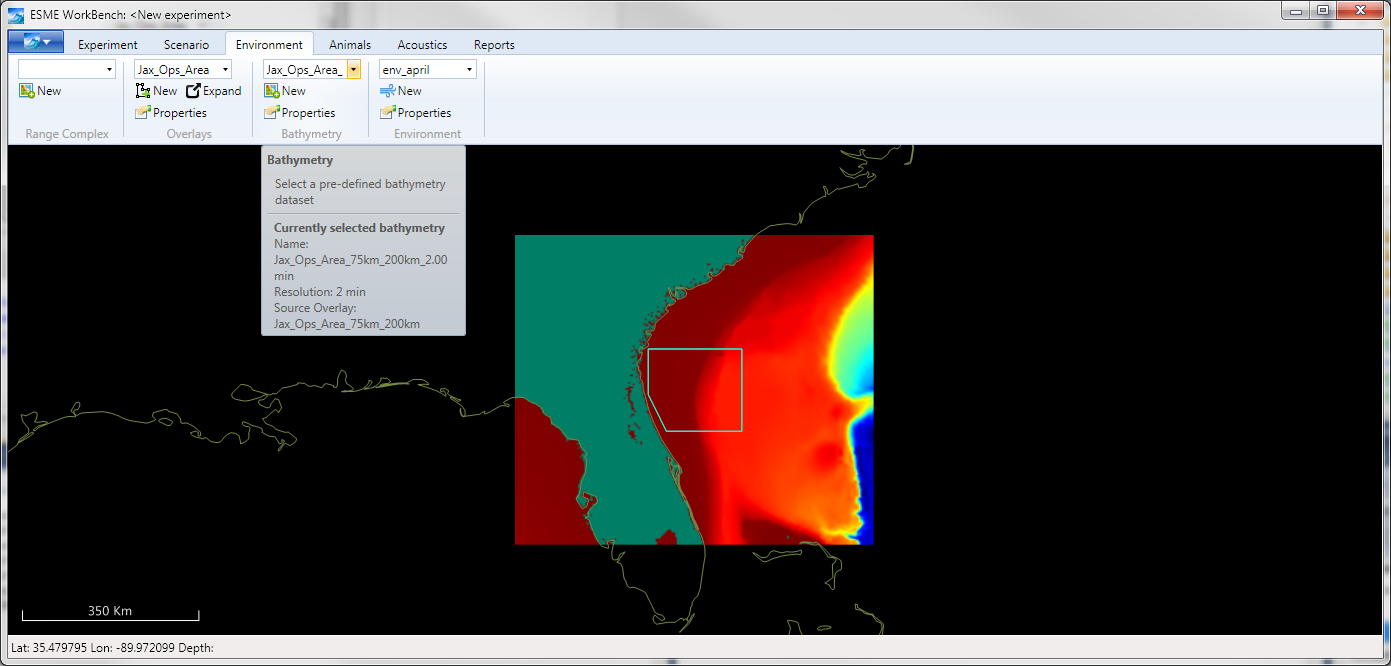 ESME WorkBench: <New experiment>
Experiment Scenario Environment Animals Acoustics Reports
Jax_Ops_Area Jax_Ops_Area_ env_april
New New Expand New New
Properties Properties Properties
Range Complex Overlays Bathymetry Environment
Bathymetry
Select a pre-defined bathymetry
dataset
Currently selected bathymetry
Name:
Jax_Ops_Area_75km_200km_2.00
min
Resolution: 2 min
Source Overlay:
Jax_Ops_Area_75km_200km
350 Km
Lat: 35.479795 Lon: -89.972099 Depth: